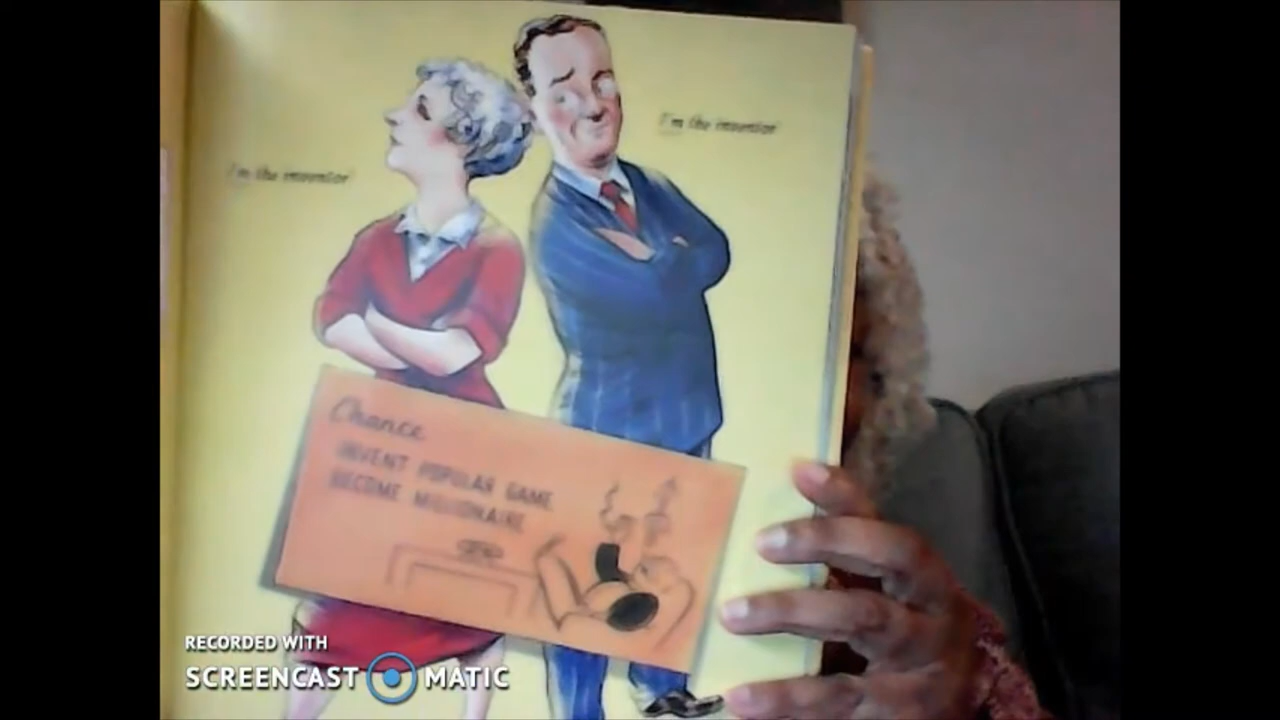 I'm the inventor
I'm the inventor
Chance
INVENT POPULAR GAME
BECOME MILLIONAIRE
RECORDED WITH
SCREENCAST MATIC